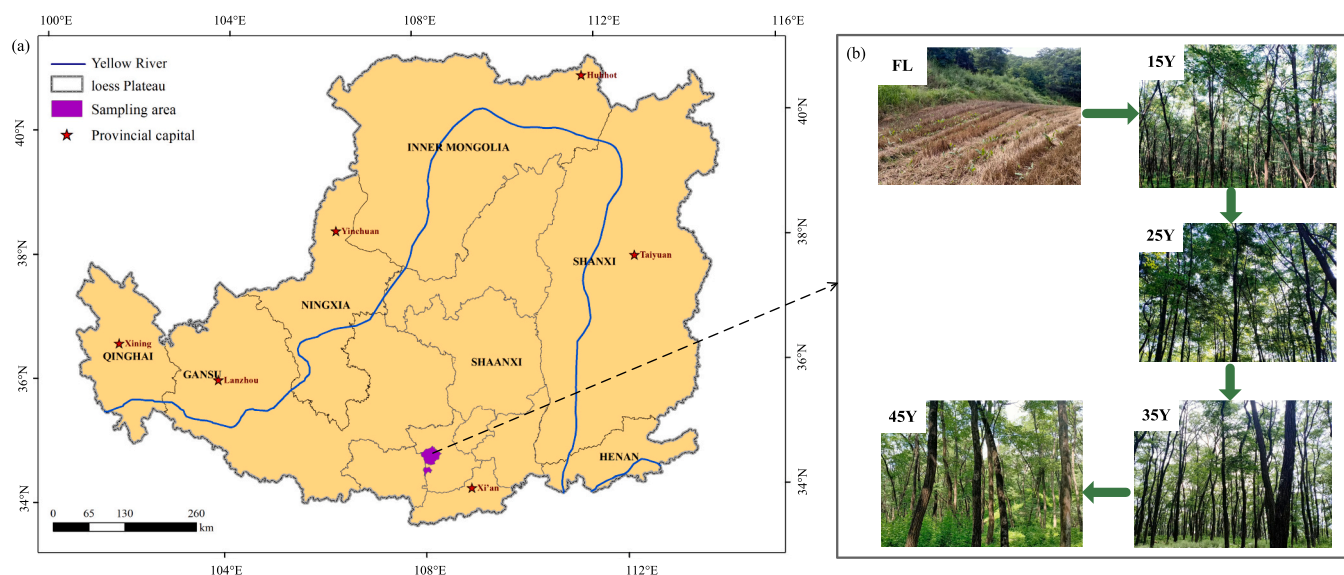 100°E 104°E 108°E 112°E 116°E
(a)
Yellow River
loess Plateau
Sampling area
Provincial capital
Huhhot
40°N 40°N
INNER MONGOLIA
Yinchuan
38°N 38°N
SHANXI
Taiyuan
NINGXIA
Xining
QINGHAI
GANSU
Lanzhou
SHAANXI
36°N 36°N
HENAN
Xi'an
34°N 34°N
0 65 130 260
km
104°E 108°E 112°E
(b)
FL
15Y
25Y
45Y
35Y